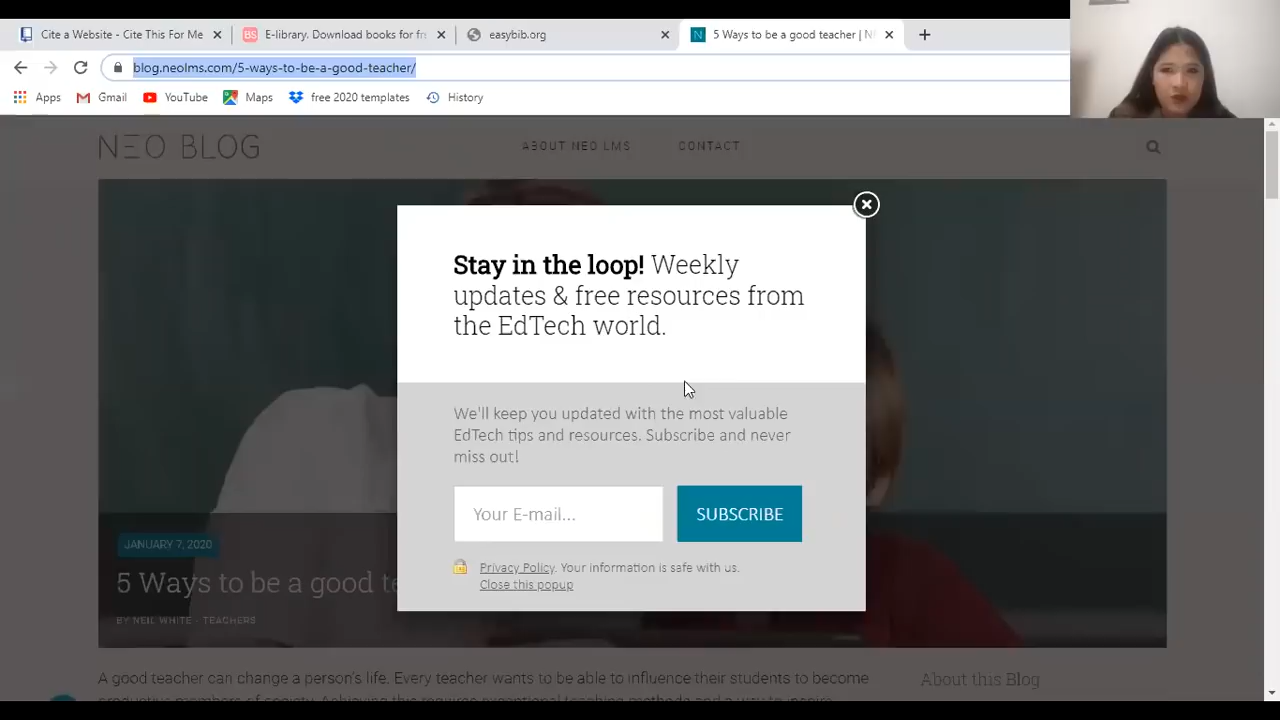 Cite a Website - Cite This For Me
E-library. Download books for fr
easybib.org
5 Ways to be a good teacher | N
blog.neolms.com/5-ways-to-be-a-good-teacher/
Apps Gmail YouTube Maps free 2020 templates History
NEO BLOG
ABOUT NEO LMS CONTACT
Stay in the loop! Weekly
updates & free resources from
the EdTech world.
We'll keep you updated with the most valuable
EdTech tips and resources. Subscribe and never
miss out!
Your E-mail...
SUBSCRIBE
Privacy Policy. Your information is safe with us.
Close this popup
JANUARY 7, 2020
5 Ways to be a good t
BY NEIL WHITE - TEACHERS
A good teacher can change a person's life. Every teacher wants to be able to influence their students to become
About this Blog